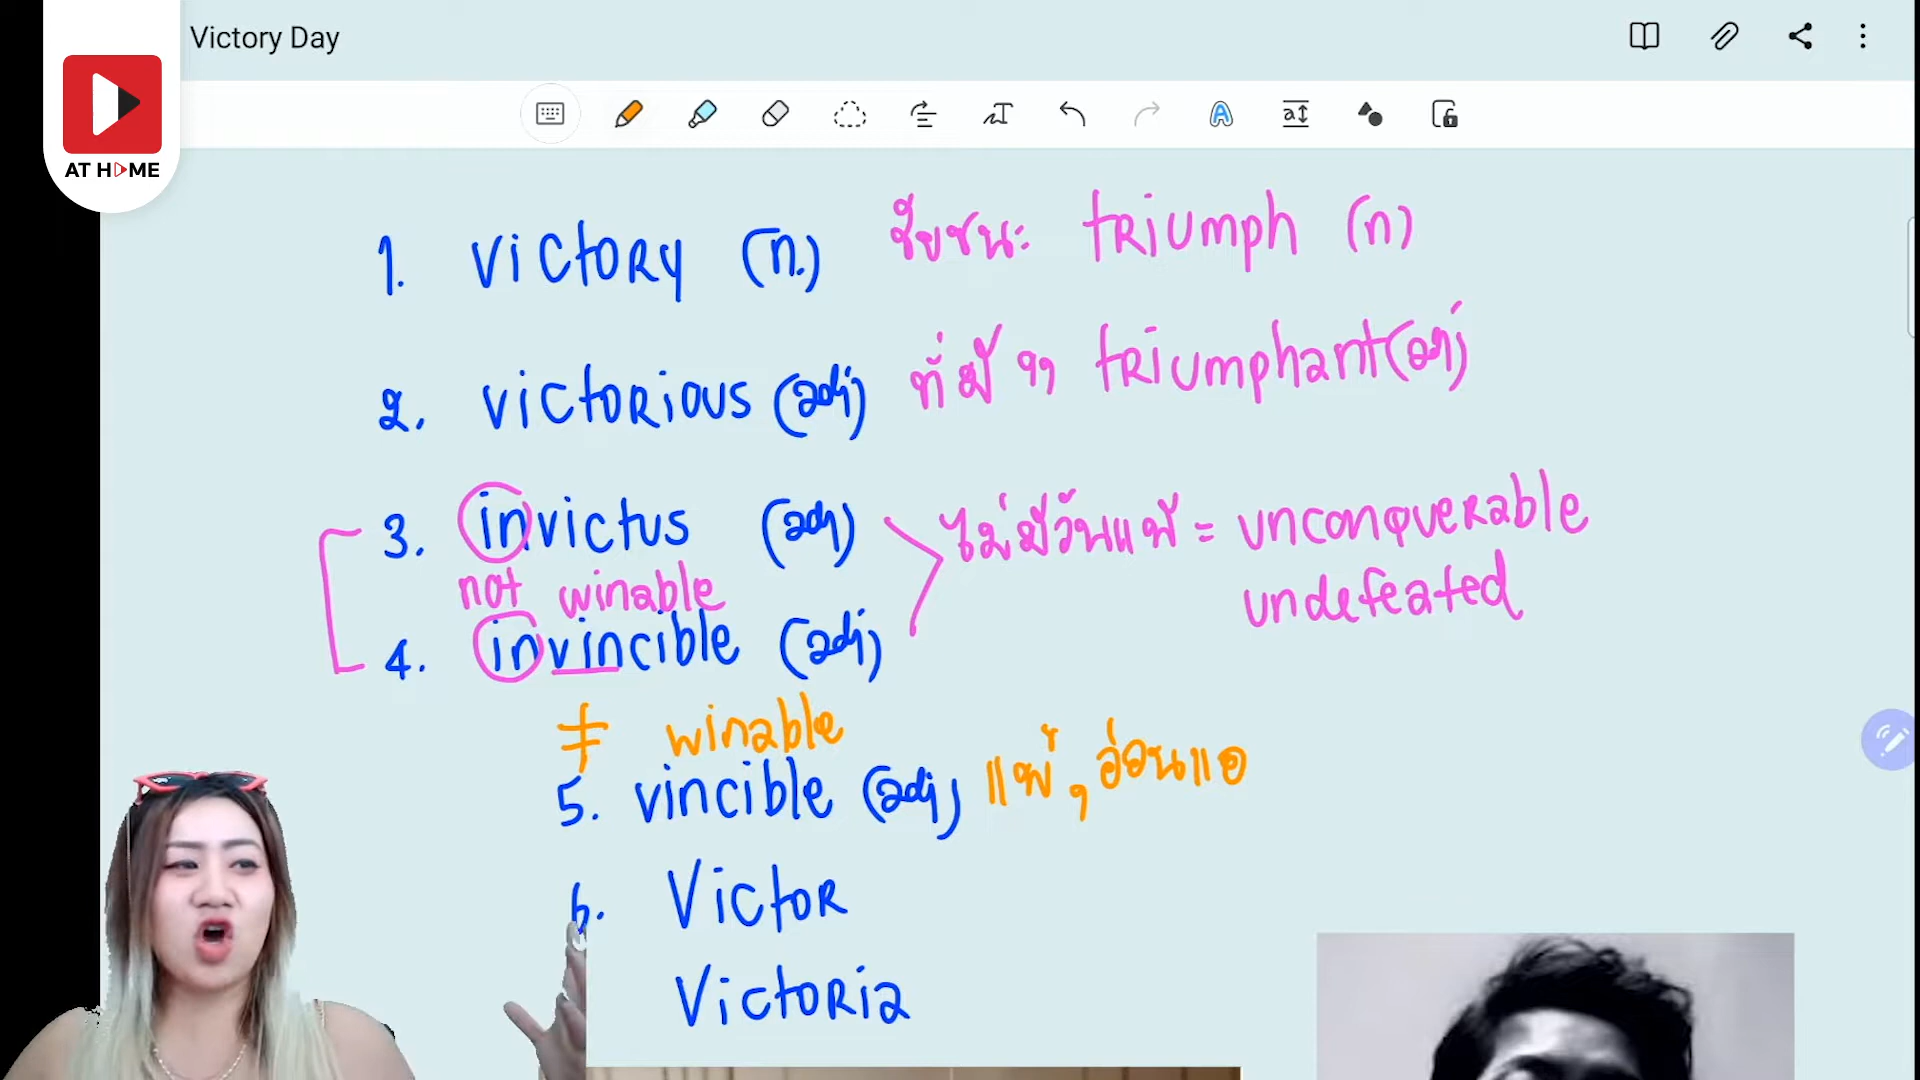 Victory Day
AT HOME
1. victory (n.) ชัยชนะ triumph (n)
2. victorious (adj) ที่มีชัย triumphant (adj)
3. invictus (adj) ไม่มีวันแพ้ = unconquerable
not winable undefeated
4. invincible (adj)
≠ winable
5. vincible (adj) แพ้, อ่อนแอ
6. Victor
Victoria